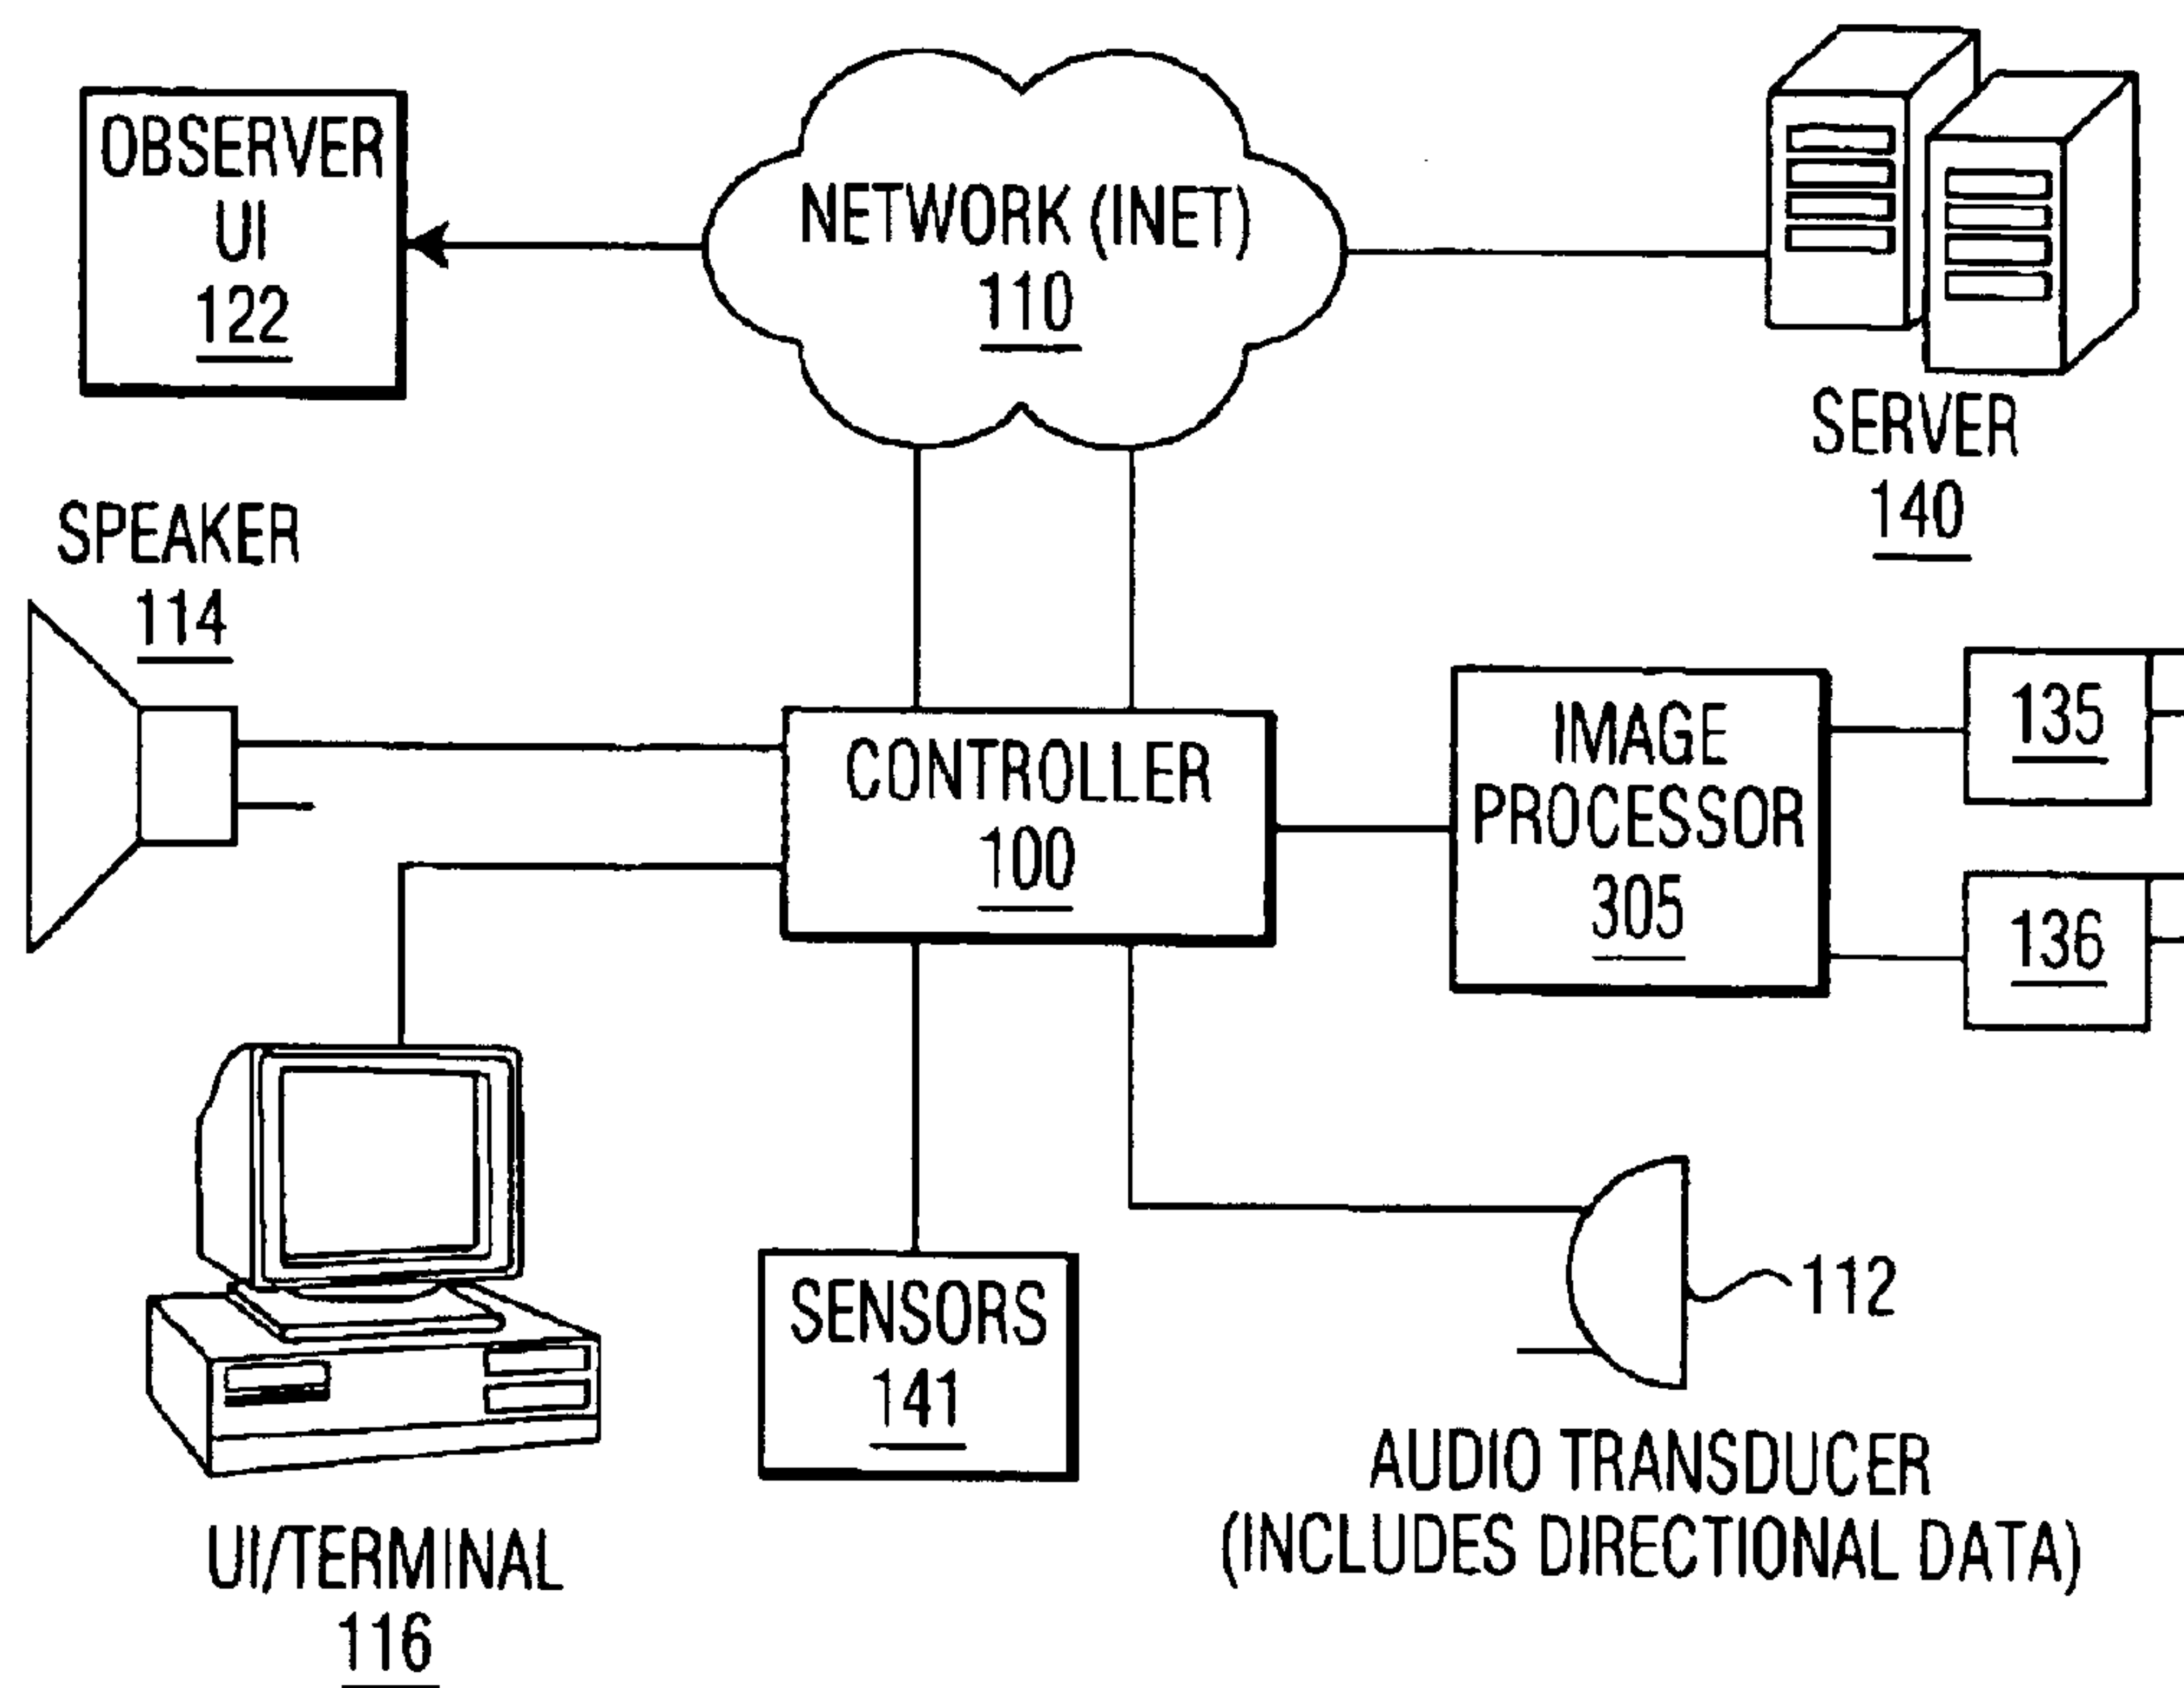 OBSERVER
UI
122
NETWORK (INET)
110
SERVER
140
SPEAKER
114
CONTROLLER
100
IMAGE
PROCESSOR
305
135
136
UI/TERMINAL
116
SENSORS
141
112
AUDIO TRANSDUCER
(INCLUDES DIRECTIONAL DATA)